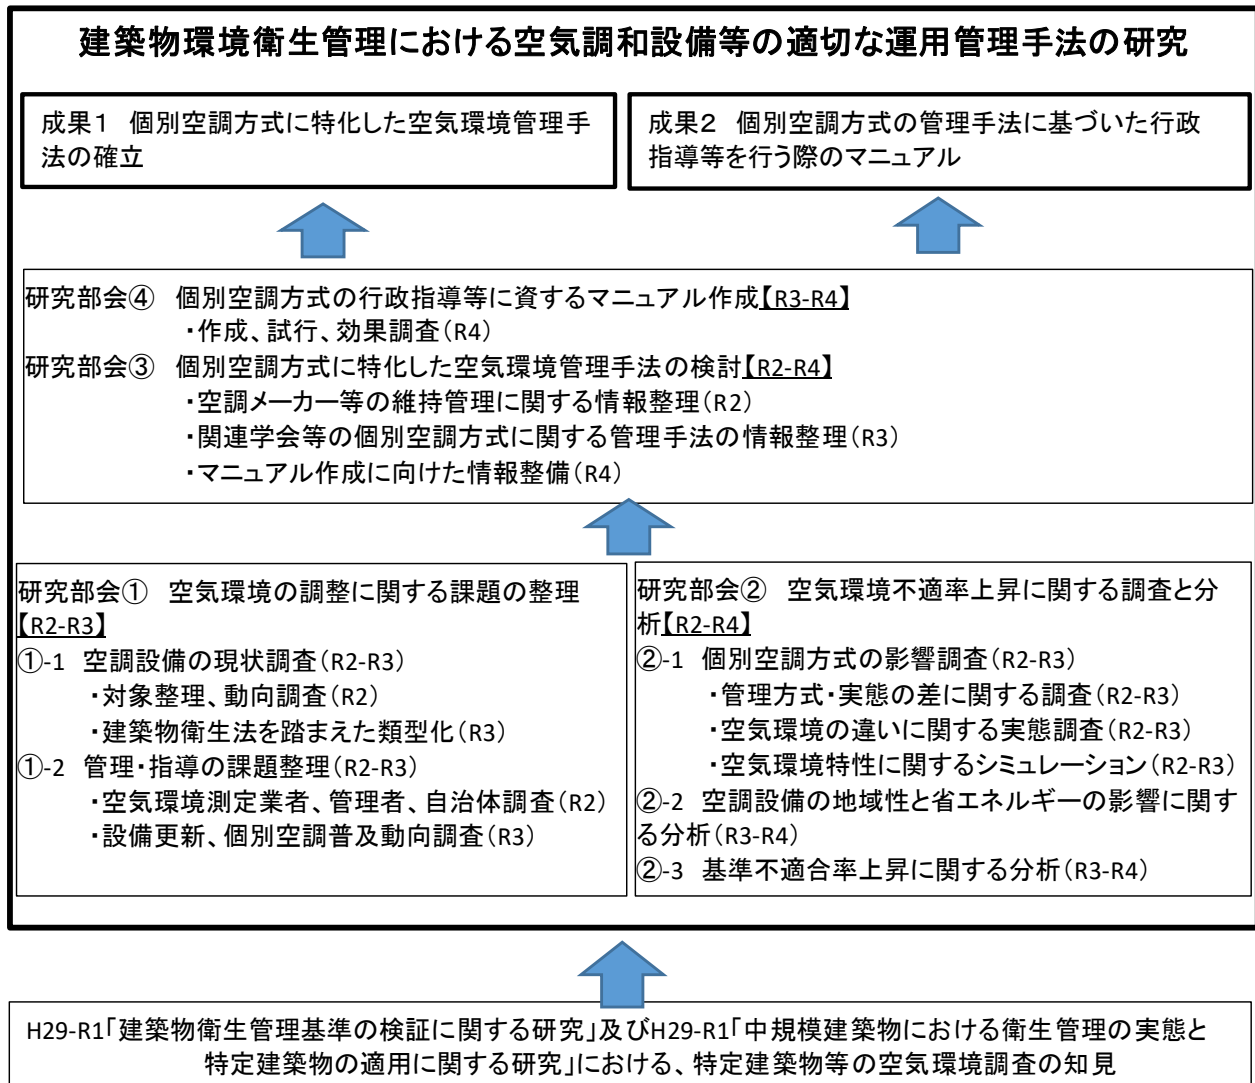 建築物環境衛生管理における空気調和設備等の適切な運用管理手法の研究
成果1　個別空調方式に特化した空気環境管理手
法の確立
成果2　個別空調方式の管理手法に基づいた行政
指導等を行う際のマニュアル
研究部会④　個別空調方式の行政指導等に資するマニュアル作成【R3-R4】
・作成、試行、効果調査(R4)
研究部会③　個別空調方式に特化した空気環境管理手法の検討【R2-R4】
・空調メーカー等の維持管理に関する情報整理(R2)
・関連学会等の個別空調方式に関する管理手法の情報整理(R3)
・マニュアル作成に向けた情報整備(R4)
研究部会①　空気環境の調整に関する課題の整理
【R2-R3】
①-1　空調設備の現状調査(R2-R3)
・対象整理、動向調査(R2)
・建築物衛生法を踏まえた類型化(R3)
①-2　管理・指導の課題整理(R2-R3)
・空気環境測定業者、管理者、自治体調査(R2)
・設備更新、個別空調普及動向調査(R3)
研究部会②　空気環境不適率上昇に関する調査と分
析【R2-R4】
②-1　個別空調方式の影響調査(R2-R3)
・管理方式・実態の差に関する調査(R2-R3)
・空気環境の違いに関する実態調査(R2-R3)
・空気環境特性に関するシミュレーション(R2-R3)
②-2　空調設備の地域性と省エネルギーの影響に関す
る分析(R3-R4)
②-3　基準不適合率上昇に関する分析(R3-R4)
H29-R1「建築物衛生管理基準の検証に関する研究」及びH29-R1「中規模建築物における衛生管理の実態と
特定建築物の適用に関する研究」における、特定建築物等の空気環境調査の知見